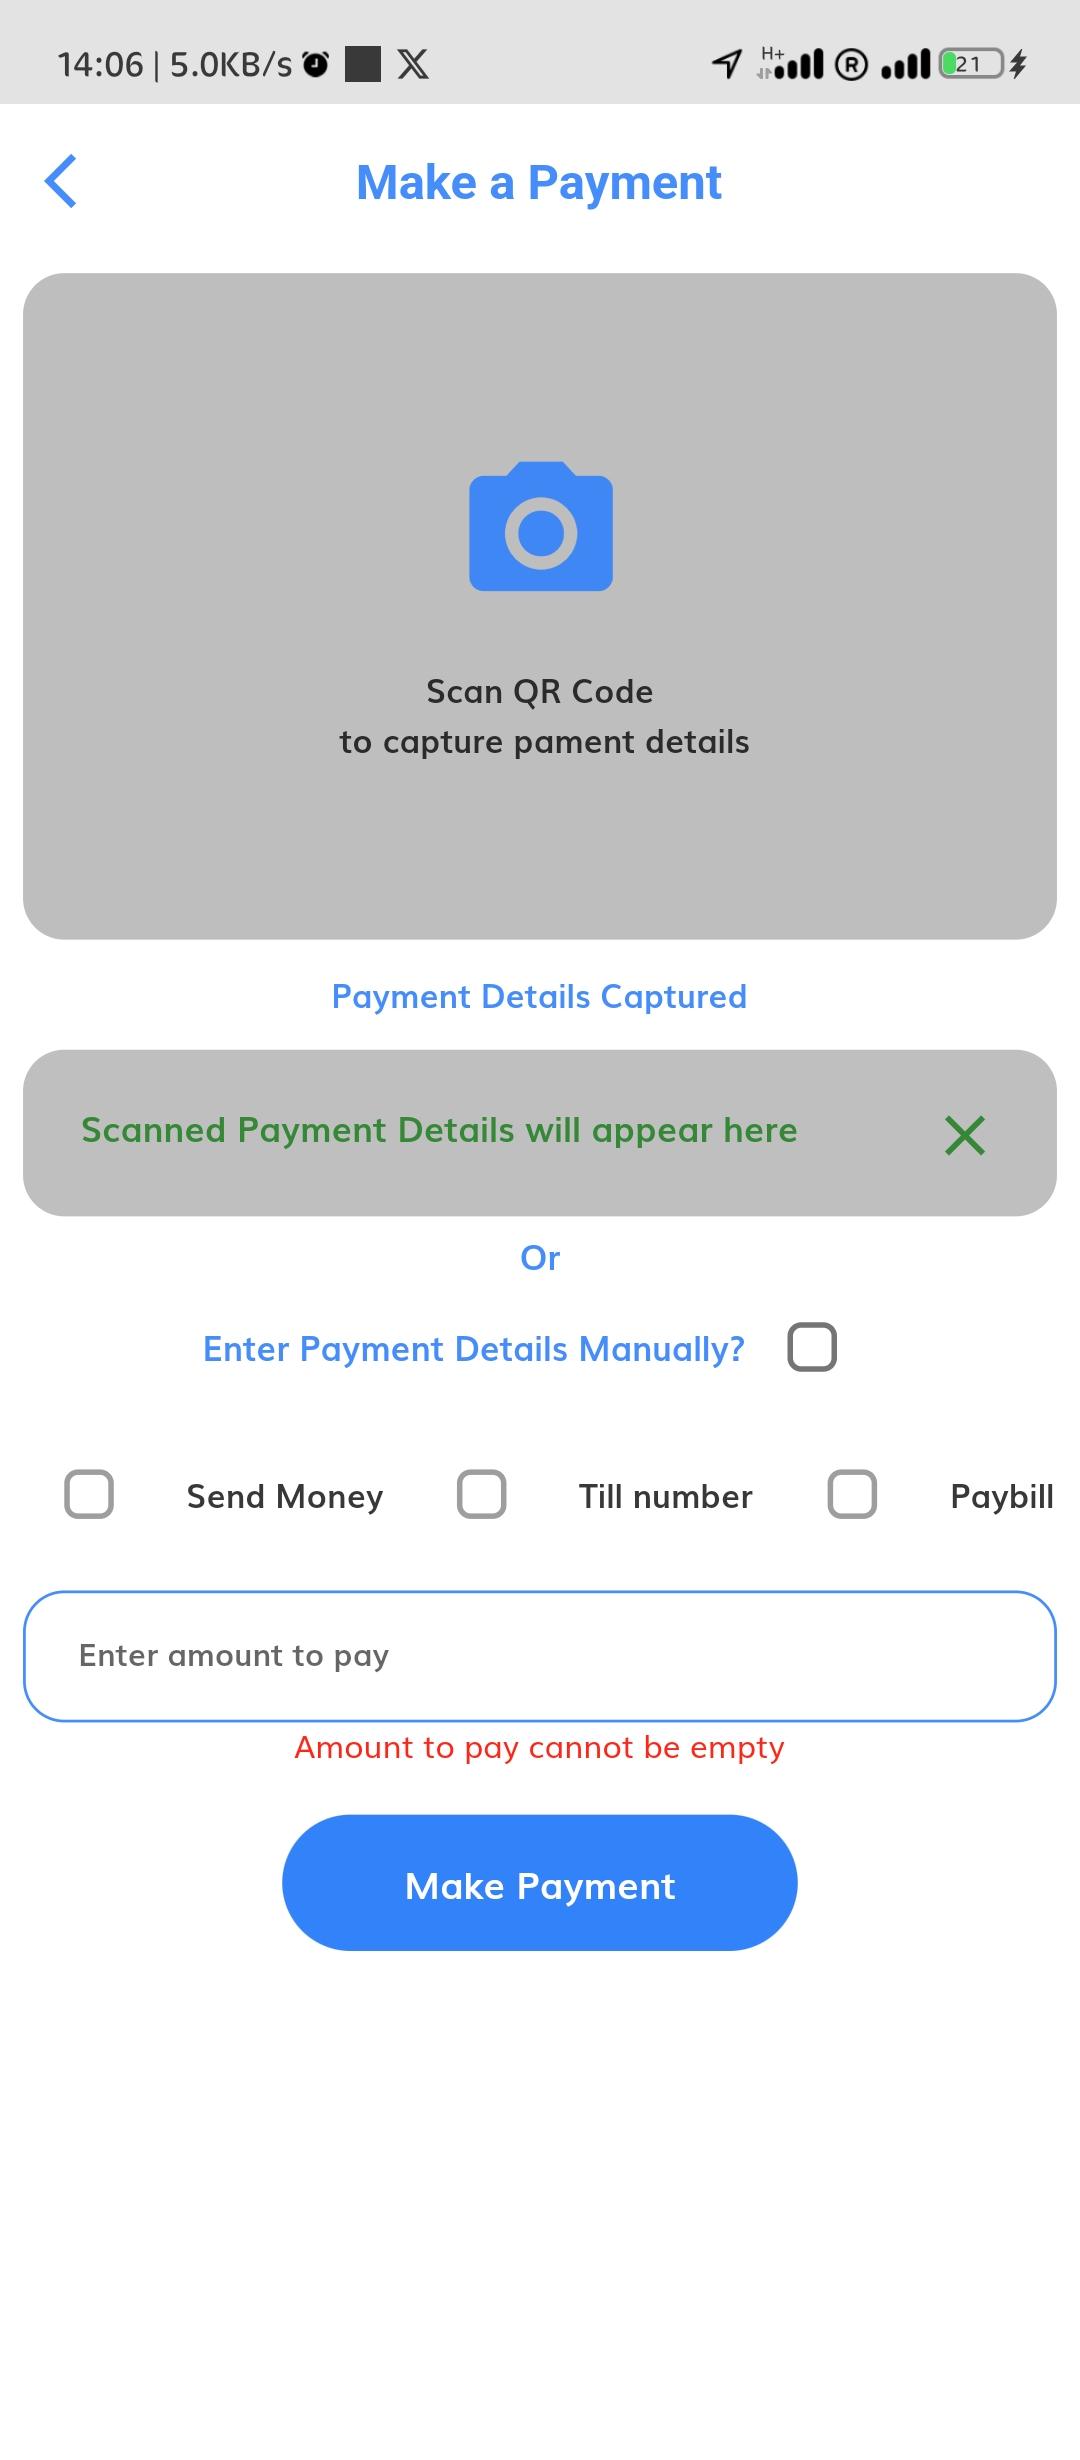 14:06 | 5.0KB/s H+ R 21
Make a Payment
Scan QR Code
to capture pament details
Payment Details Captured
Scanned Payment Details will appear here
Or
Enter Payment Details Manually?
Send Money Till number Paybill
Enter amount to pay
Amount to pay cannot be empty
Make Payment